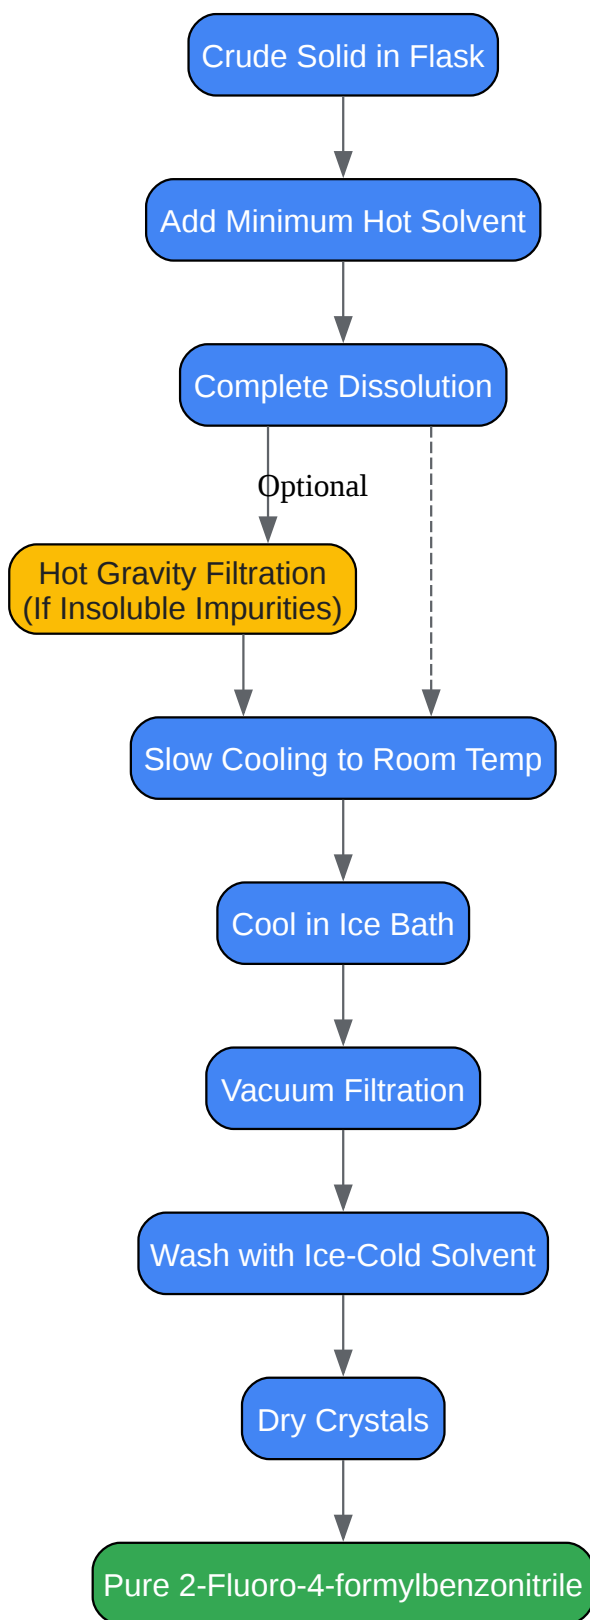 Crude Solid in Flask
Add Minimum Hot Solvent
Complete Dissolution
Optional
Hot Gravity Filtration
(If Insoluble Impurities)
Slow Cooling to Room Temp
Cool in Ice Bath
Vacuum Filtration
Wash with Ice-Cold Solvent
Dry Crystals
Pure 2-Fluoro-4-formylbenzonitrile